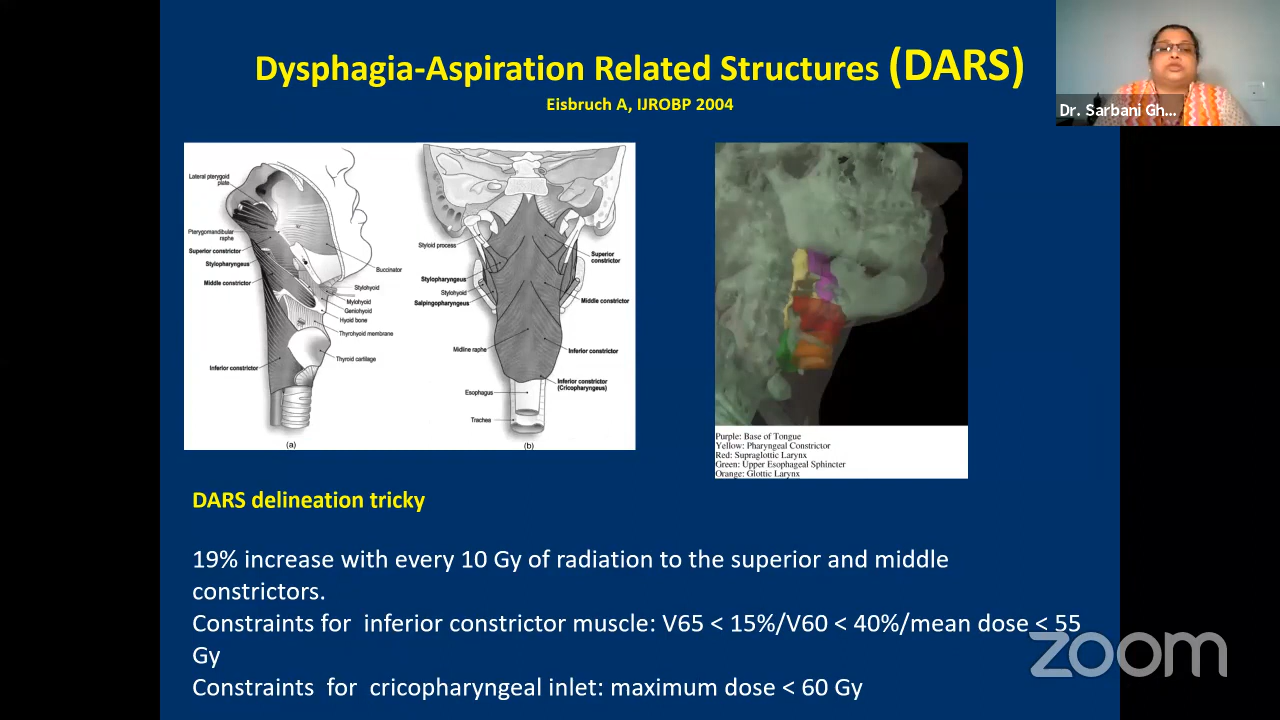 Dysphagia-Aspiration Related Structures (DARS)
Eisbruch A, IJROBP 2004
Dr. Sarbani Gh...
Lateral pterygoid
plate
Pterygomandibular
raphe
Superior constrictor
Stylopharyngeus
Middle constrictor
Inferior constrictor
Buccinator
Stylohyoid
Mylohyoid
Geniohyoid
Hyoid bone
Thyrohyoid membrane
Thyroid cartilage
(a)
Styloid process
Stylopharyngeus
Stylohyoid
Salpingopharyngeus
Midline raphe
Esophagus
Trachea
Superior
constrictor
Middle constrictor
Inferior constrictor
Inferior constrictor
(Cricopharyngeus)
(b)
Purple: Base of Tongue
Yellow: Pharyngeal Constrictor
Red: Supraglottic Larynx
Green: Upper Esophageal Sphincter
Orange: Glottic Larynx
DARS delineation tricky
19% increase with every 10 Gy of radiation to the superior and middle
constrictors.
Constraints for inferior constrictor muscle: V65 < 15%/V60 < 40%/mean dose < 55
Gy
Constraints for cricopharyngeal inlet: maximum dose < 60 Gy
zoom